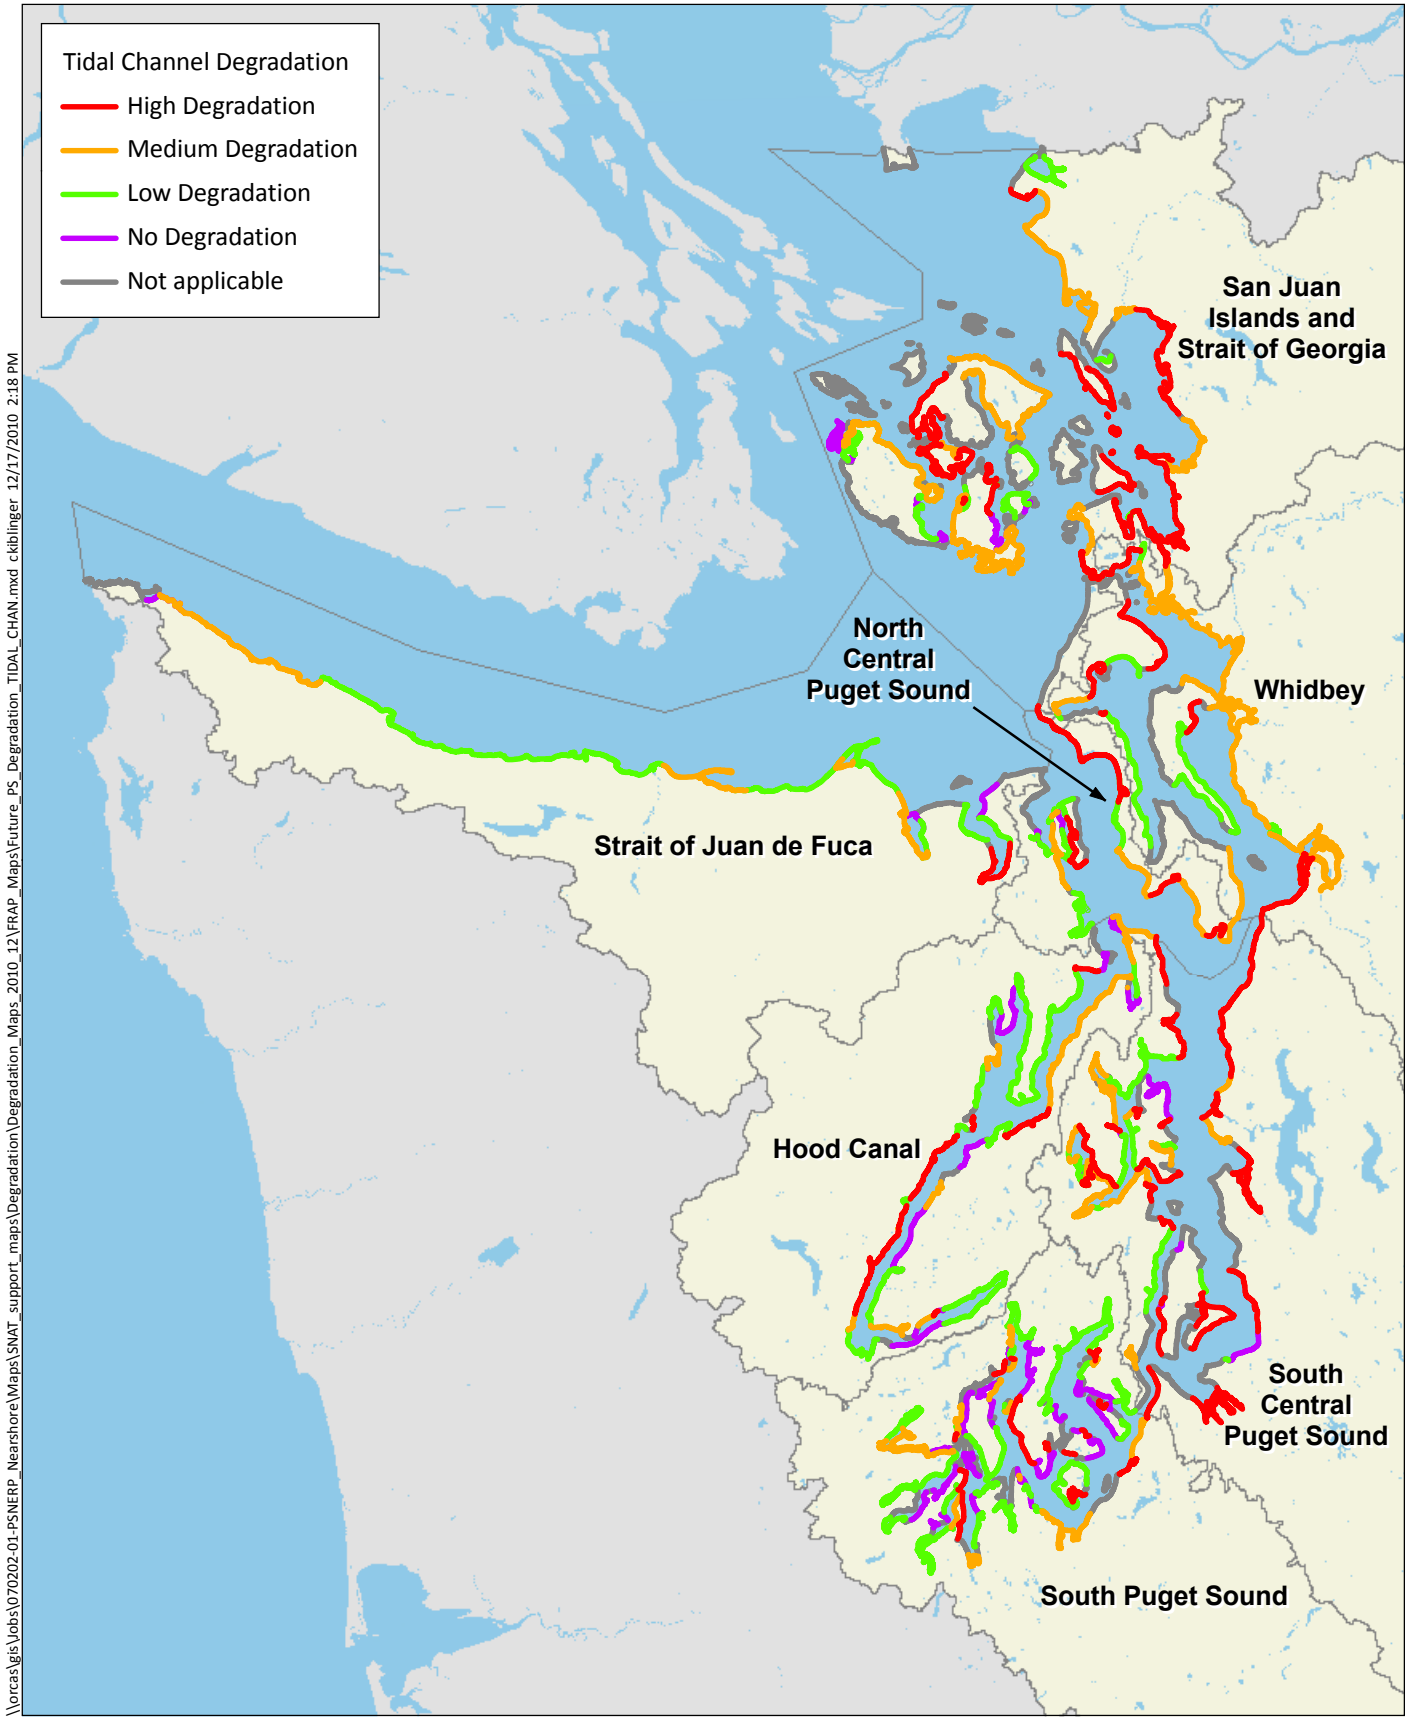 Tidal Channel Degradation
High Degradation
Medium Degradation
Low Degradation
No Degradation
Not applicable
San Juan
Islands and
Strait of Georgia
North
Central
Puget Sound
Whidbey
Strait of Juan de Fuca
Hood Canal
South
Central
Puget Sound
South Puget Sound
\\orcas\gis\Jobs\070202-01-PSNERP_Nearshore\Maps\SNAT_support_maps\Degradation\Degradation_Maps_2010_12\FRAP_Maps\Future_PS_Degradation_TIDAL_CHAN.mxd ckiblinger 12/17/2010 2:18 PM